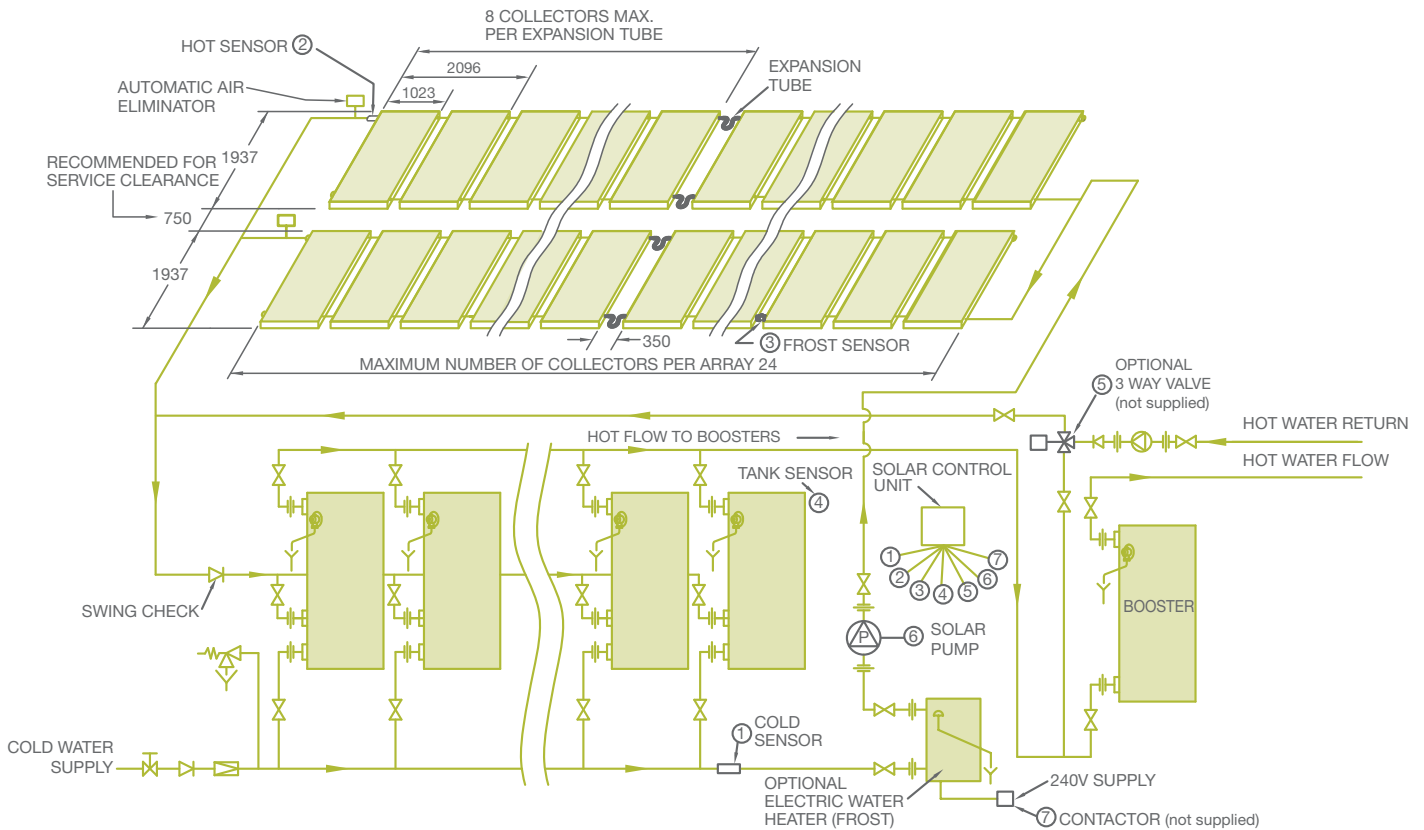 8 COLLECTORS MAX.
PER EXPANSION TUBE
HOT SENSOR 2
2096
EXPANSION
TUBE
AUTOMATIC AIR
ELIMINATOR
1023
1937
RECOMMENDED FOR
SERVICE CLEARANCE
750
1937
350
3 FROST SENSOR
MAXIMUM NUMBER OF COLLECTORS PER ARRAY 24
5
OPTIONAL
3 WAY VALVE
(not supplied)
HOT WATER RETURN
HOT FLOW TO BOOSTERS
HOT WATER FLOW
TANK SENSOR
4
SOLAR CONTROL
UNIT
1
2
3
4
5
6
7
SWING CHECK
BOOSTER
P
6 SOLAR
PUMP
COLD WATER
SUPPLY
1 COLD
SENSOR
OPTIONAL
ELECTRIC WATER
HEATER (FROST)
240V SUPPLY
7 CONTACTOR (not supplied)